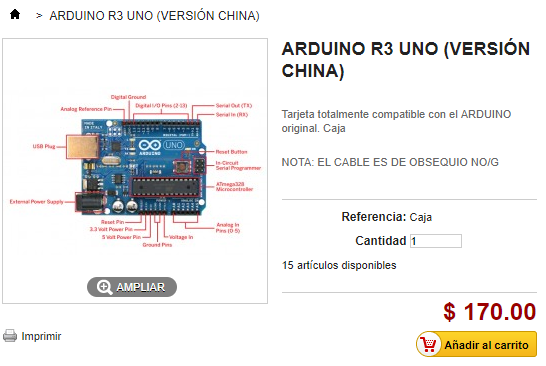 > ARDUINO R3 UNO (VERSIÓN CHINA)
ARDUINO R3 UNO (VERSIÓN
CHINA)
Tarjeta totalmente compatible con el ARDUINO
original. Caja
NOTA: EL CABLE ES DE OBSEQUIO NO/G
Referencia: Caja
Cantidad 1
15 artículos disponibles
$ 170.00
Añadir al carrito
Digital Ground
Digital I/O Pins (2-13)
Serial Out (TX)
Analog Reference Pin
Serial In (RX)
MADE
IN ITALY
USB Plug
UNO
ARDUINO
Reset Button
In-Circuit
Serial Programmer
ATmega328
Microcontroller
External Power Supply
Reset Pin
3.3 Volt Power Pin
5 Volt Power Pin
Ground Pins
Voltage In
Analog In
Pins (0-5)
AMPLIAR
Imprimir